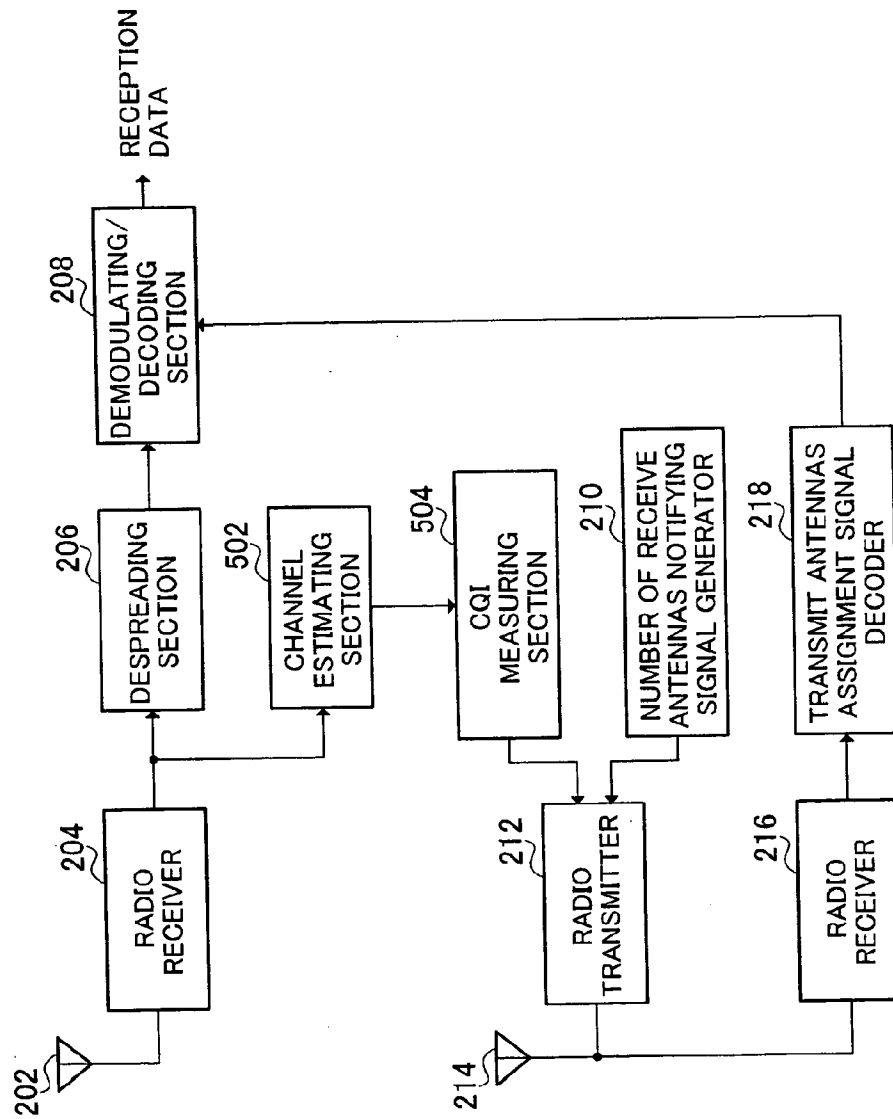 202
204
RADIO
RECEIVER
206
DESPREADING
SECTION
208
DEMODULATING/
DECODING
SECTION
RECEPTION
DATA
502
CHANNEL
ESTIMATING
SECTION
504
CQI
MEASURING
SECTION
210
NUMBER OF RECEIVE
ANTENNAS NOTIFYING
SIGNAL GENERATOR
212
RADIO
TRANSMITTER
214
216
RADIO
RECEIVER
218
TRANSMIT ANTENNAS
ASSIGNMENT SIGNAL
DECODER